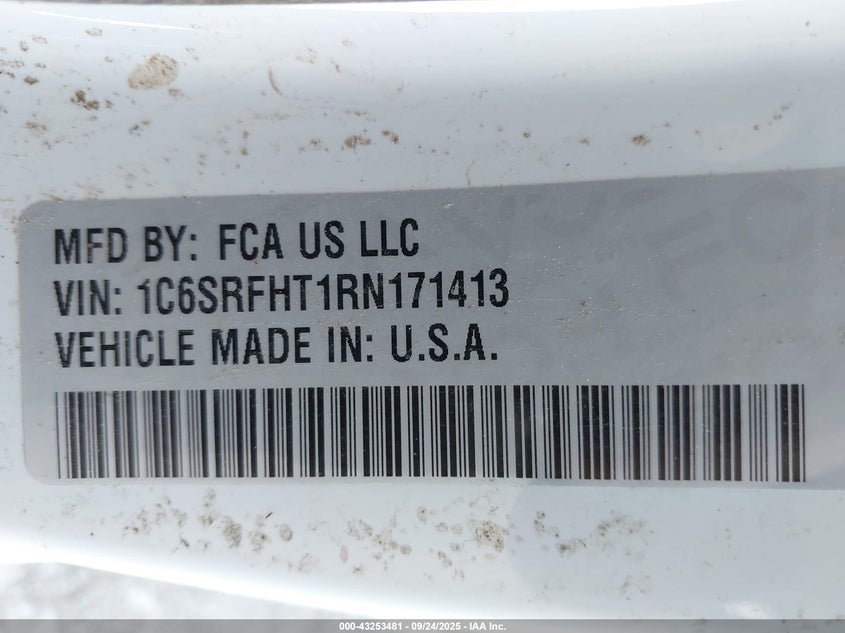 MFD BY: FCA US LLC
VIN: 1C6SRFHT1RN171413
VEHICLE MADE IN: U.S.A.
000-43253481 - 09/24/2025 - IAA Inc.